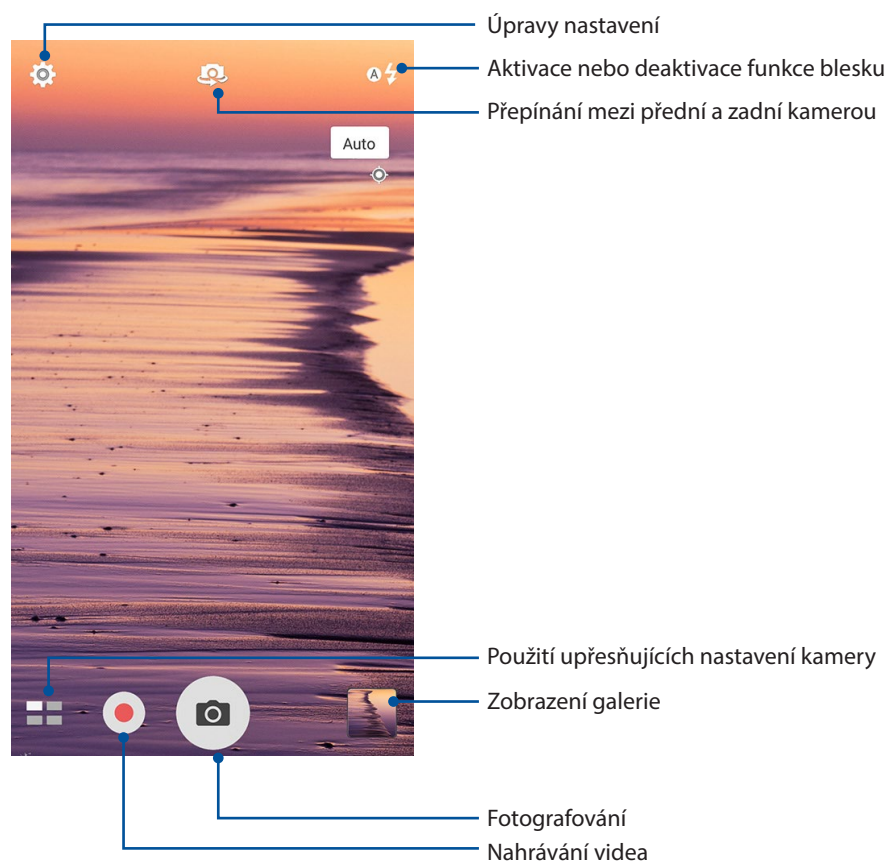 Úpravy nastavení
Aktivace nebo deaktivace funkce blesku
A
Přepínání mezi přední a zadní kamerou
Auto
Použití upřesňujících nastavení kamery
Zobrazení galerie
Fotografování
Nahrávání videa